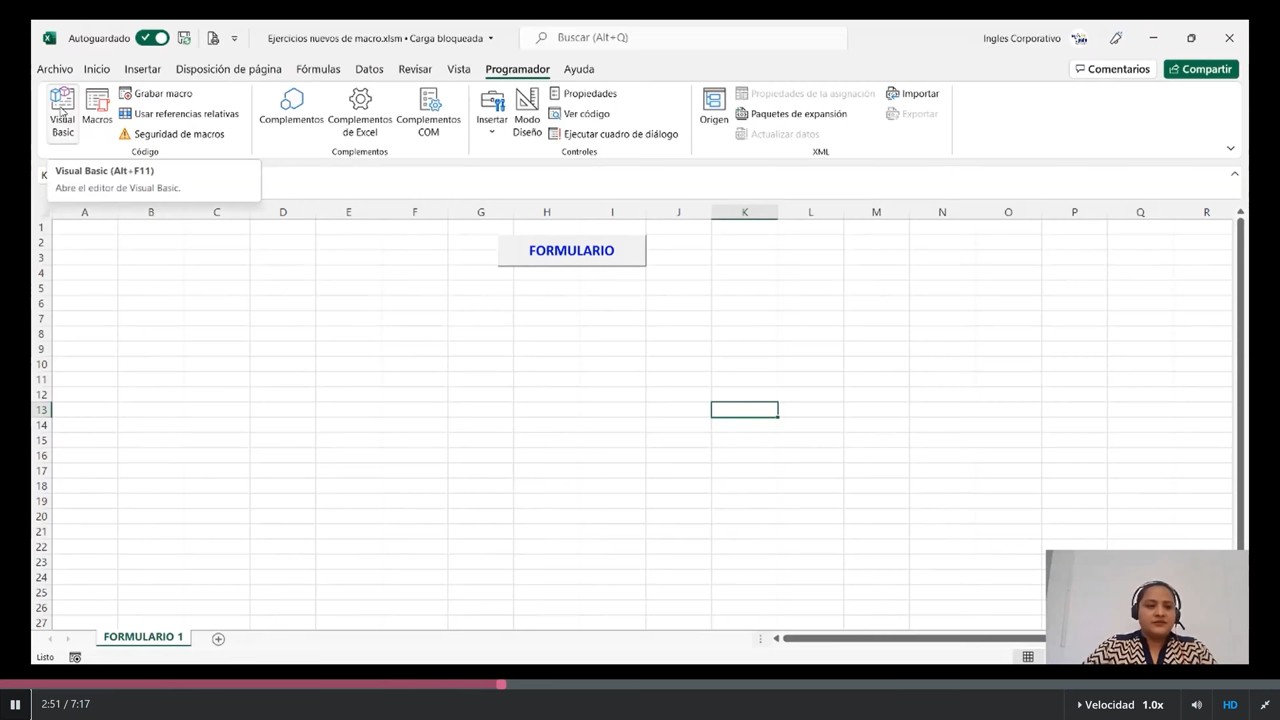 Autoguardado
Ejercicios nuevos de macro.xlsm • Carga bloqueada
Buscar (Alt+Q)
Ingles Corporativo
Archivo Inicio Insertar Disposición de página Fórmulas Datos Revisar Vista Programador Ayuda
Comentarios Compartir
Visual Basic
Macros
Grabar macro
Usar referencias relativas
Seguridad de macros
Código
Complementos
Complementos de Excel
Complementos COM
Complementos
Insertar
Modo Diseño
Propiedades
Ver código
Ejecutar cuadro de diálogo
Controles
Origen
Propiedades de la asignación
Paquetes de expansión
Actualizar datos
Importar
Exportar
XML
K
Visual Basic (Alt+F11)
Abre el editor de Visual Basic.
A B C D E F G H I J K L M N O P Q R
1
2
3
4
5
6
7
8
9
10
11
12
13
14
15
16
17
18
19
20
21
22
23
24
25
26
27
FORMULARIO
FORMULARIO 1
Listo
2:51 / 7:17
Velocidad 1.0x
HD